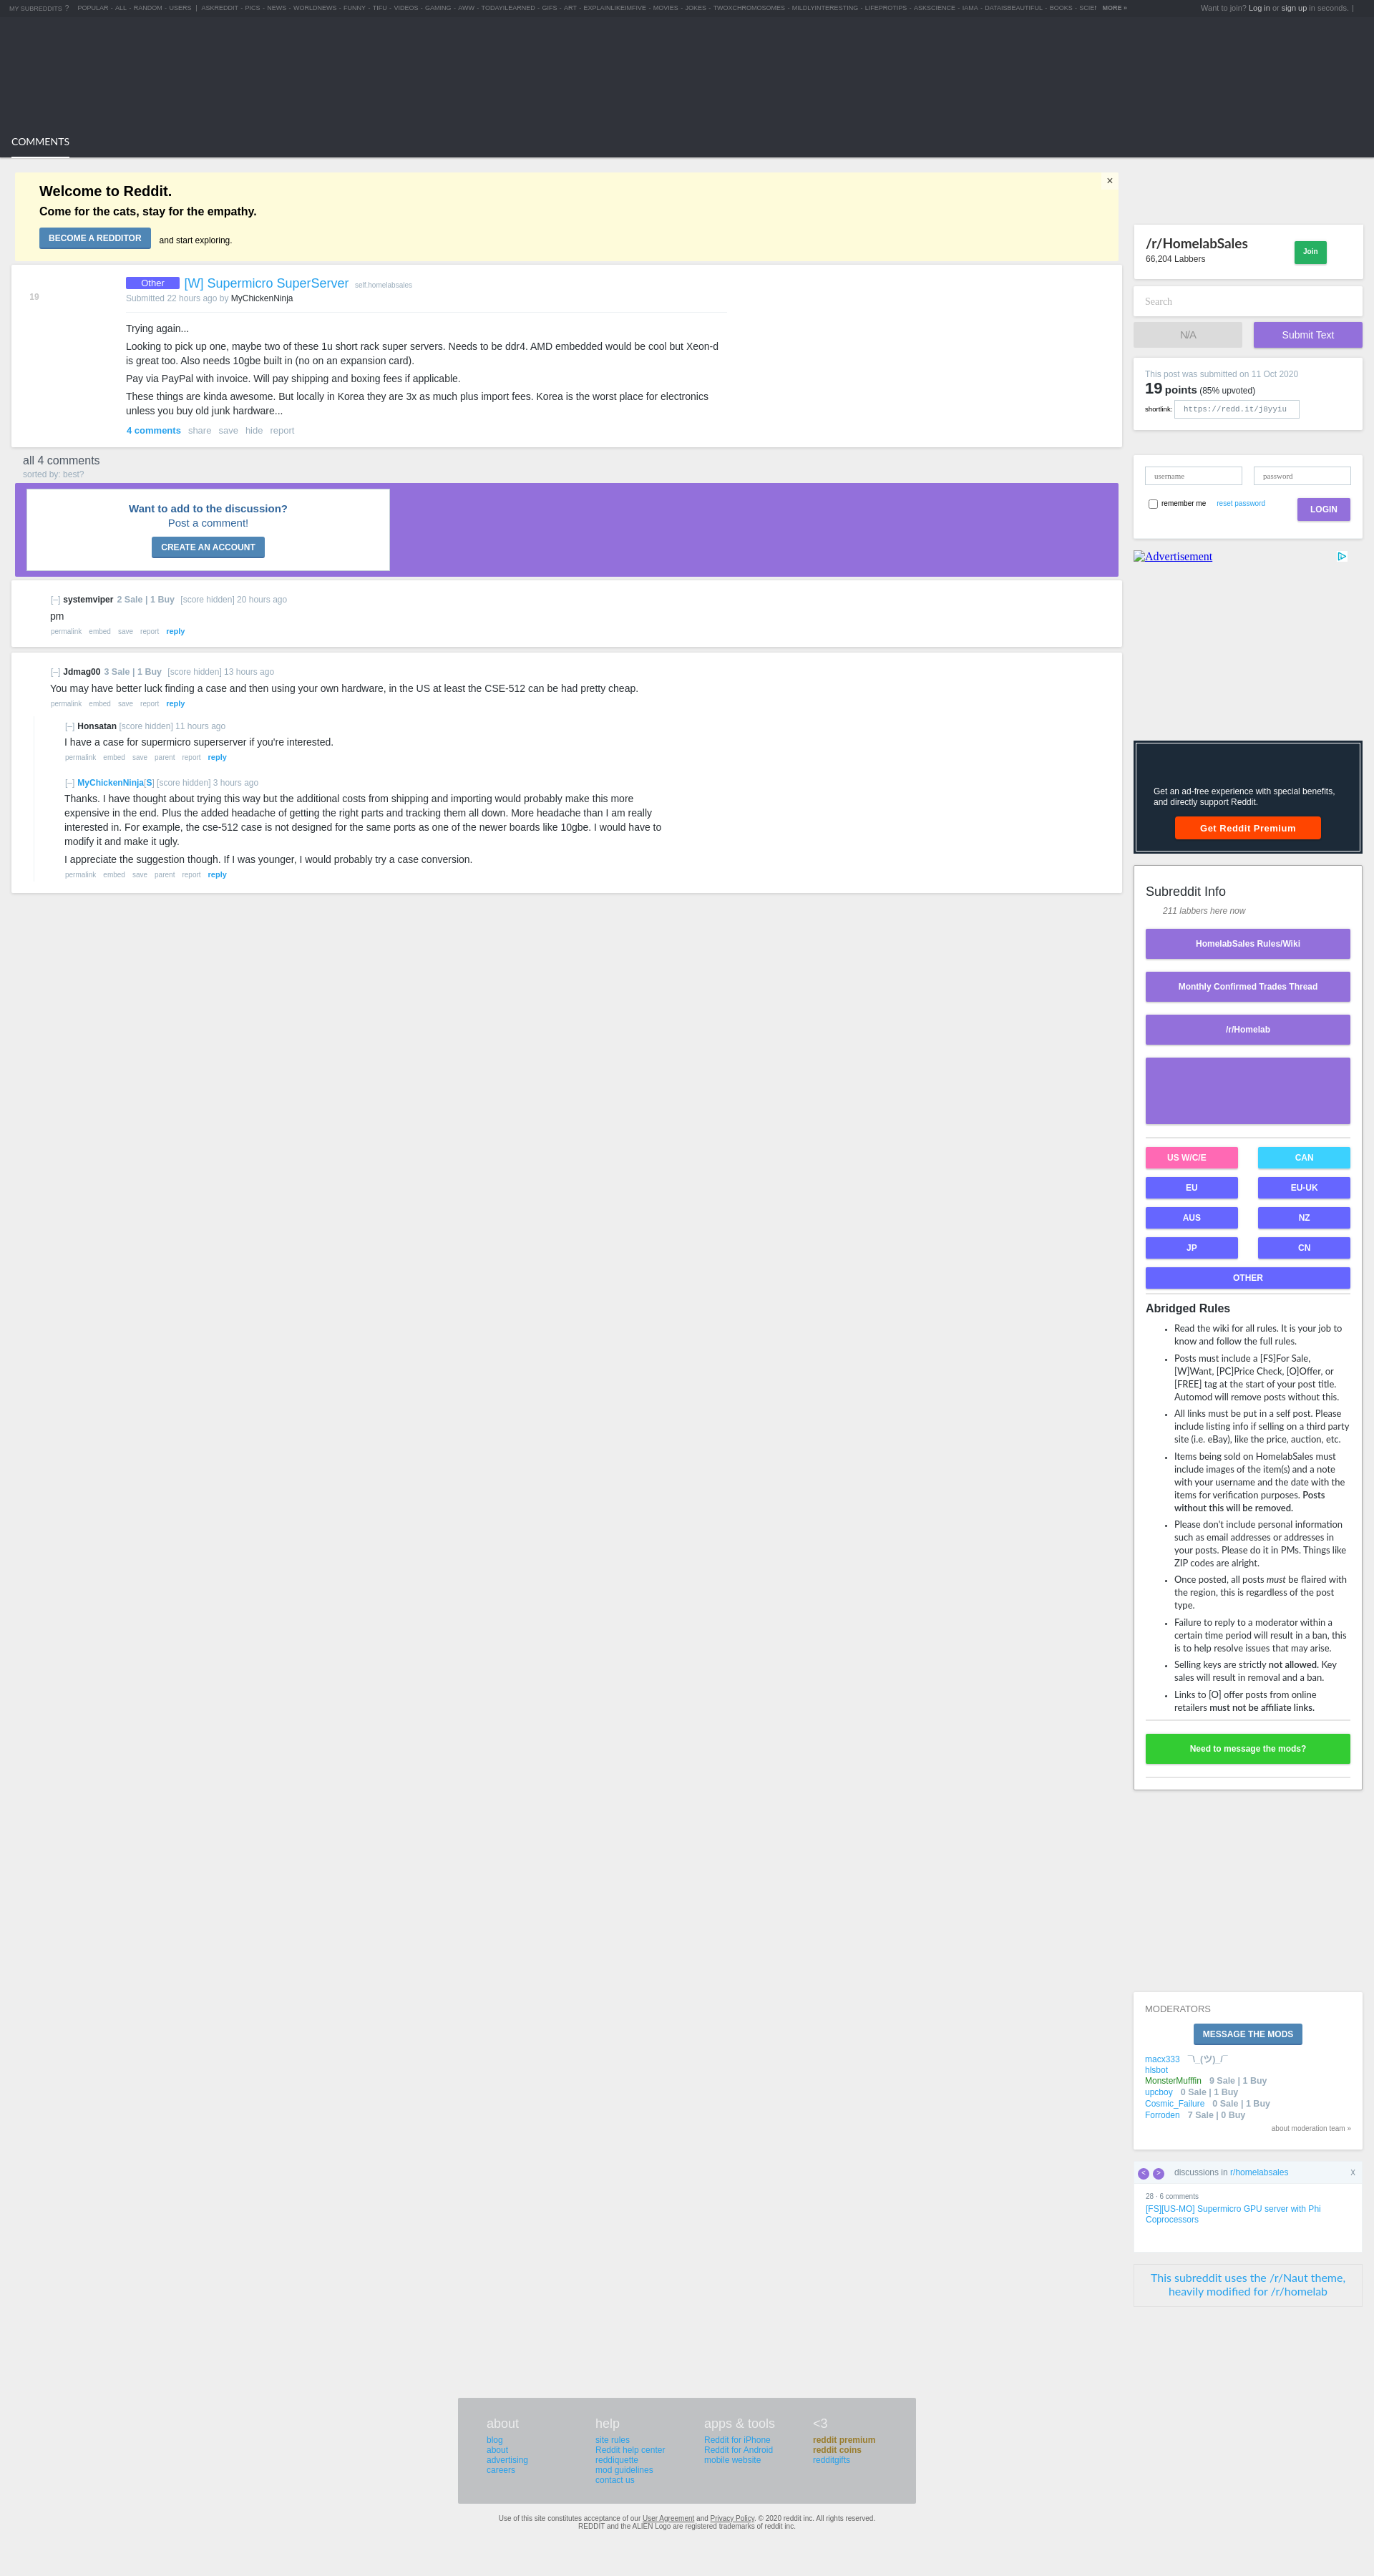 MY SUBREDDITS ? POPULAR - ALL - RANDOM - USERS | ASKREDDIT - PICS - NEWS - WORLDNEWS - FUNNY - TIFU - VIDEOS - GAMING - AWW - TODAYILEARNED - GIFS - ART - EXPLAINLIKEIMFIVE - MOVIES - JOKES - TWOXCHROMOSOMES - MILDLYINTERESTING - LIFEPROTIPS - ASKSCIENCE - IAMA - DATAISBEAUTIFUL - BOOKS - SCIE MORE »
Want to join? Log in or sign up in seconds. |
COMMENTS
Welcome to Reddit.
×
Come for the cats, stay for the empathy.
BECOME A REDDITOR and start exploring.
19
Other [W] Supermicro SuperServer self.homelabsales
Submitted 22 hours ago by MyChickenNinja
Trying again...
Looking to pick up one, maybe two of these 1u short rack super servers. Needs to be ddr4. AMD embedded would be cool but Xeon-d
is great too. Also needs 10gbe built in (no on an expansion card).
Pay via PayPal with invoice. Will pay shipping and boxing fees if applicable.
These things are kinda awesome. But locally in Korea they are 3x as much plus import fees. Korea is the worst place for electronics
unless you buy old junk hardware...
4 comments share save hide report
all 4 comments
sorted by: best?
Want to add to the discussion?
Post a comment!
CREATE AN ACCOUNT
[–] systemviper 2 Sale | 1 Buy [score hidden] 20 hours ago
pm
permalink embed save report reply
[–] Jdmag00 3 Sale | 1 Buy [score hidden] 13 hours ago
You may have better luck finding a case and then using your own hardware, in the US at least the CSE-512 can be had pretty cheap.
permalink embed save report reply
[–] Honsatan [score hidden] 11 hours ago
I have a case for supermicro superserver if you're interested.
permalink embed save parent report reply
[–] MyChickenNinja[S] [score hidden] 3 hours ago
Thanks. I have thought about trying this way but the additional costs from shipping and importing would probably make this more
expensive in the end. Plus the added headache of getting the right parts and tracking them all down. More headache than I am really
interested in. For example, the cse-512 case is not designed for the same ports as one of the newer boards like 10gbe. I would have to
modify it and make it ugly.
I appreciate the suggestion though. If I was younger, I would probably try a case conversion.
permalink embed save parent report reply
/r/HomelabSales
66,204 Labbers
Join
Search
N/A Submit Text
This post was submitted on 11 Oct 2020
19 points (85% upvoted)
shortlink: https://redd.it/j8yyiu
username password
remember me reset password LOGIN
Advertisement
Get an ad-free experience with special benefits,
and directly support Reddit.
Get Reddit Premium
Subreddit Info
211 labbers here now
HomelabSales Rules/Wiki
Monthly Confirmed Trades Thread
/r/Homelab
US W/C/E CAN
EU EU-UK
AUS NZ
JP CN
OTHER
Abridged Rules
• Read the wiki for all rules. It is your job to
know and follow the full rules.
• Posts must include a [FS]For Sale,
[W]Want, [PC]Price Check, [O]Offer, or
[FREE] tag at the start of your post title.
Automod will remove posts without this.
• All links must be put in a self post. Please
include listing info if selling on a third party
site (i.e. eBay), like the price, auction, etc.
• Items being sold on HomelabSales must
include images of the item(s) and a note
with your username and the date with the
items for verification purposes. Posts
without this will be removed.
• Please don't include personal information
such as email addresses or addresses in
your posts. Please do it in PMs. Things like
ZIP codes are alright.
• Once posted, all posts must be flaired with
the region, this is regardless of the post
type.
• Failure to reply to a moderator within a
certain time period will result in a ban, this
is to help resolve issues that may arise.
• Selling keys are strictly not allowed. Key
sales will result in removal and a ban.
• Links to [O] offer posts from online
retailers must not be affiliate links.
Need to message the mods?
MODERATORS
MESSAGE THE MODS
macx333 ¯\_(ツ)_/¯
hlsbot
MonsterMufffin 9 Sale | 1 Buy
upcboy 0 Sale | 1 Buy
Cosmic_Failure 0 Sale | 1 Buy
Forroden 7 Sale | 0 Buy
about moderation team »
< > discussions in r/homelabsales X
28 · 6 comments
[FS][US-MO] Supermicro GPU server with Phi
Coprocessors
This subreddit uses the /r/Naut theme,
heavily modified for /r/homelab
about help apps & tools <3
blog site rules Reddit for iPhone reddit premium
about Reddit help center Reddit for Android reddit coins
advertising reddiquette mobile website redditgifts
careers mod guidelines
contact us
Use of this site constitutes acceptance of our User Agreement and Privacy Policy. © 2020 reddit inc. All rights reserved.
REDDIT and the ALIEN Logo are registered trademarks of reddit inc.